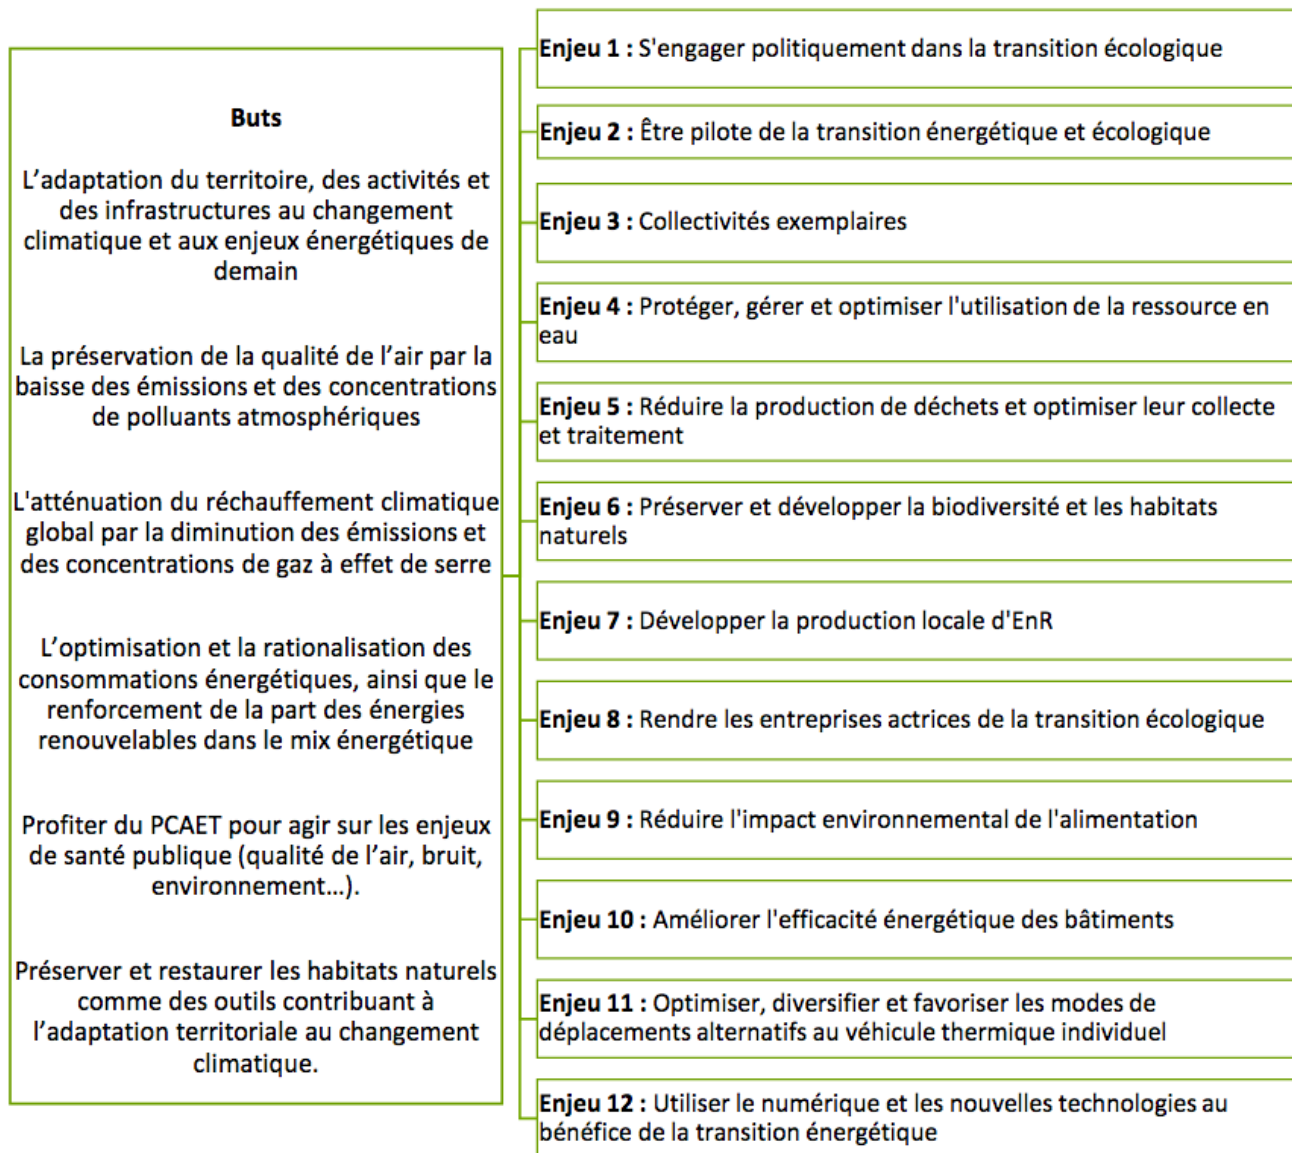 Buts
L’adaptation du territoire, des activités et
des infrastructures au changement
climatique et aux enjeux énergétiques de
demain
La préservation de la qualité de l’air par la
baisse des émissions et des concentrations
de polluants atmosphériques
L'atténuation du réchauffement climatique
global par la diminution des émissions et
des concentrations de gaz à effet de serre
L’optimisation et la rationalisation des
consommations énergétiques, ainsi que le
renforcement de la part des énergies
renouvelables dans le mix énergétique
Profiter du PCAET pour agir sur les enjeux
de santé publique (qualité de l’air, bruit,
environnement…).
Préserver et restaurer les habitats naturels
comme des outils contribuant à
l’adaptation territoriale au changement
climatique.
Enjeu 1 : S'engager politiquement dans la transition écologique
Enjeu 2 : Être pilote de la transition énergétique et écologique
Enjeu 3 : Collectivités exemplaires
Enjeu 4 : Protéger, gérer et optimiser l'utilisation de la ressource en
eau
Enjeu 5 : Réduire la production de déchets et optimiser leur collecte
et traitement
Enjeu 6 : Préserver et développer la biodiversité et les habitats
naturels
Enjeu 7 : Développer la production locale d'EnR
Enjeu 8 : Rendre les entreprises actrices de la transition écologique
Enjeu 9 : Réduire l'impact environnemental de l'alimentation
Enjeu 10 : Améliorer l'efficacité énergétique des bâtiments
Enjeu 11 : Optimiser, diversifier et favoriser les modes de
déplacements alternatifs au véhicule thermique individuel
Enjeu 12 : Utiliser le numérique et les nouvelles technologies au
bénéfice de la transition énergétique